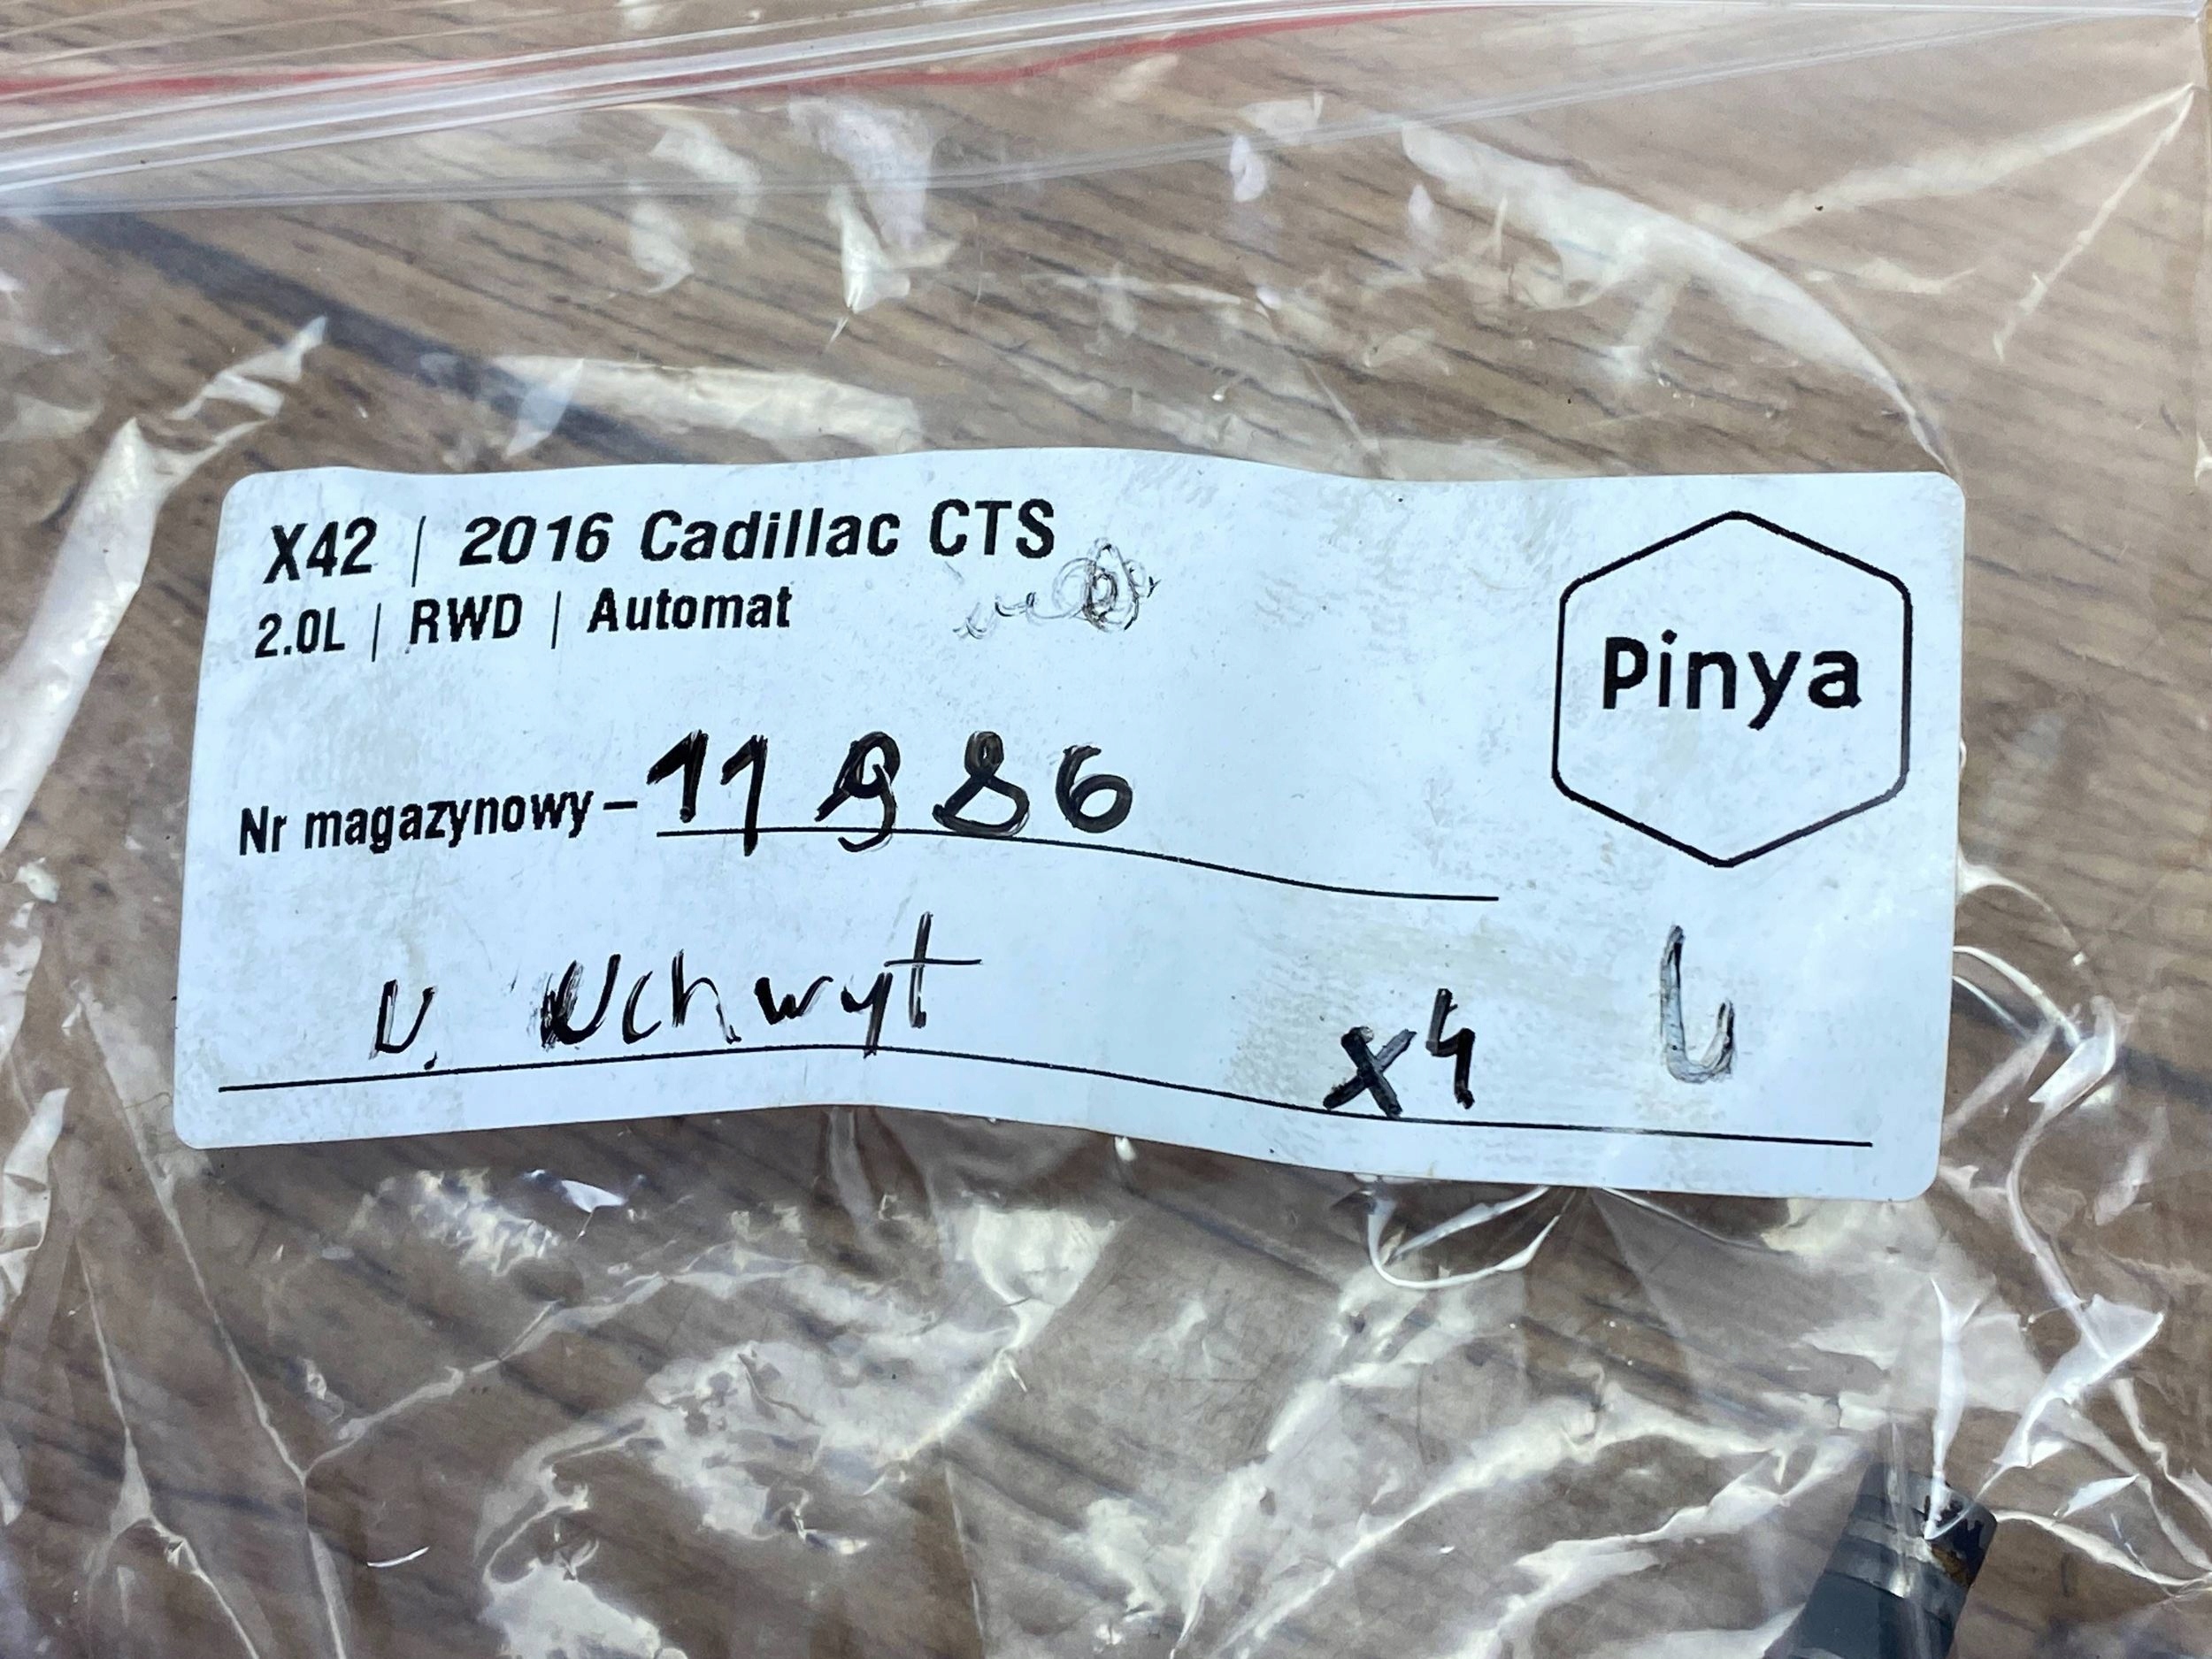 X42 | 2016 Cadillac CTS
2.0L | RWD | Automat
Pinya
Nr magazynowy – 11986
U. Uchwyt x4